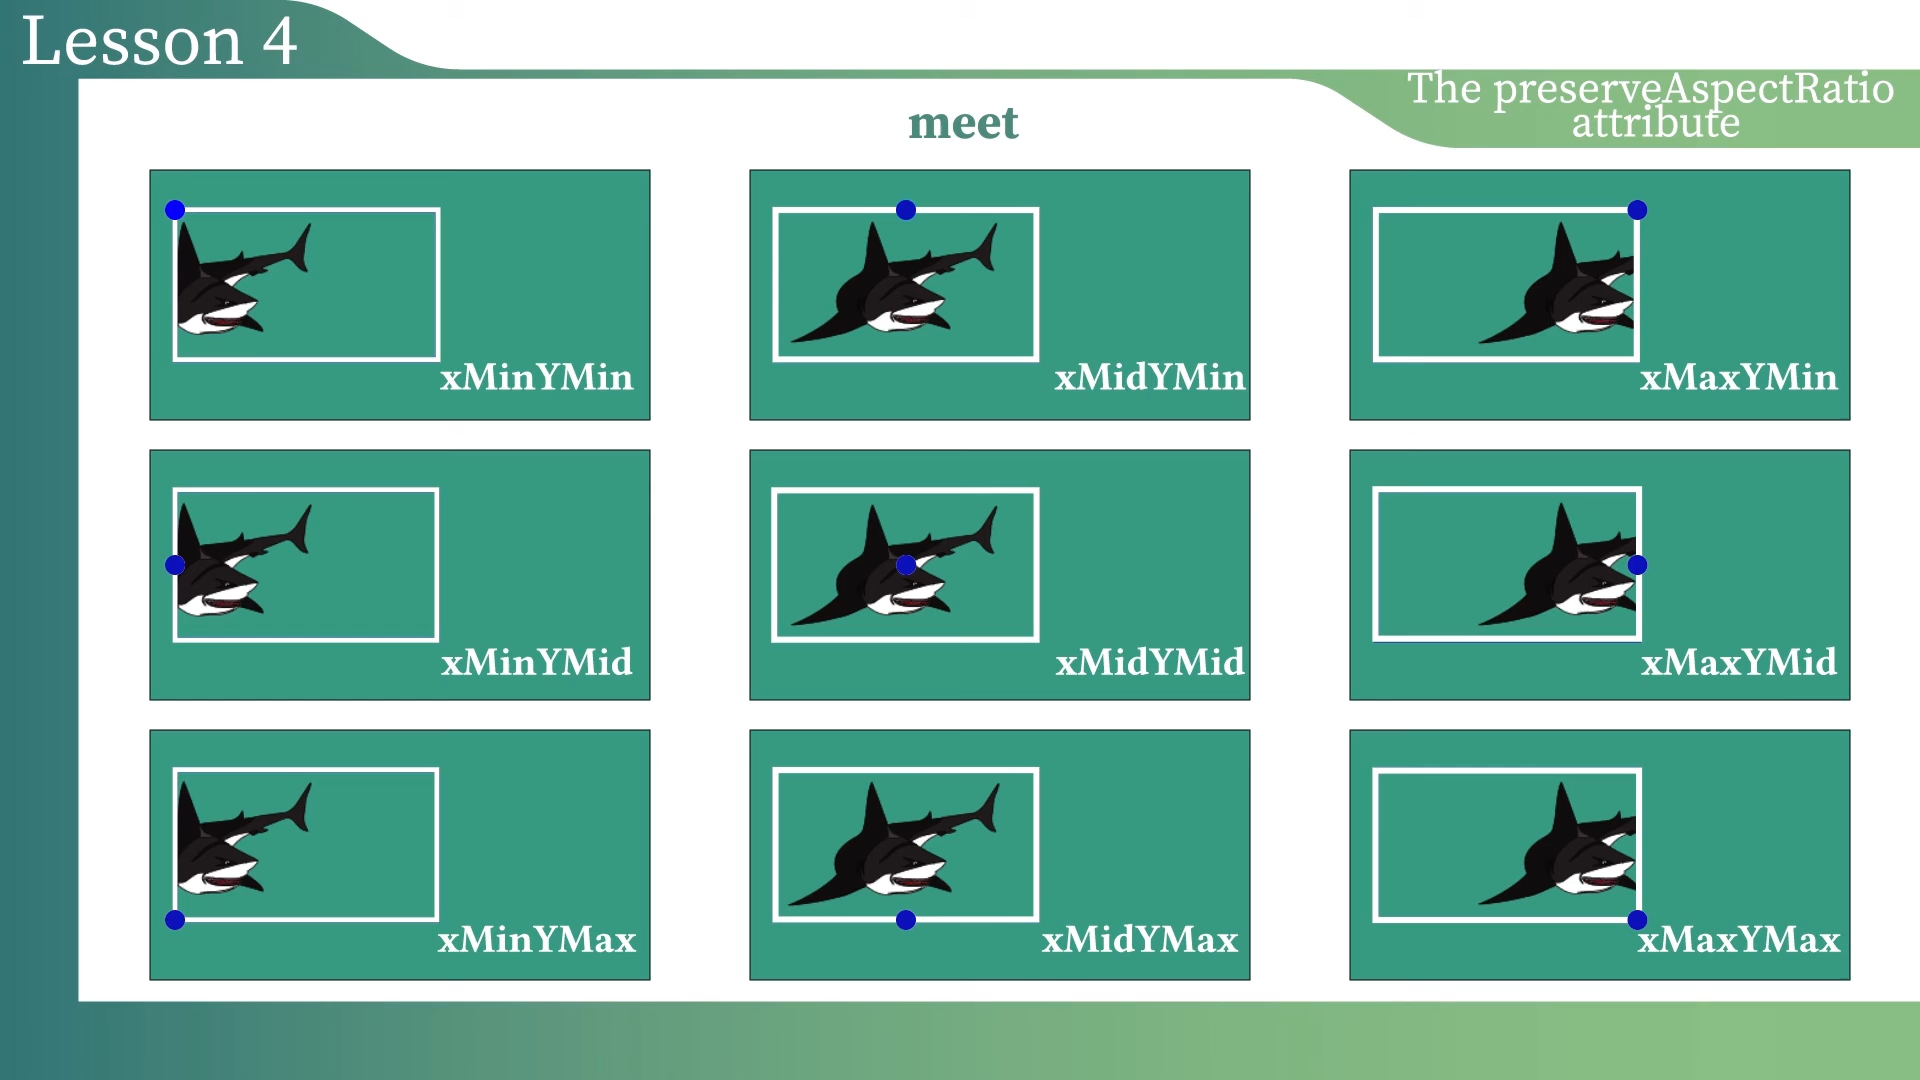 Lesson 4
The preserveAspectRatio
attribute
meet
xMinYMin
xMidYMin
xMaxYMin
xMinYMid
xMidYMid
xMaxYMid
xMinYMax
xMidYMax
xMaxYMax